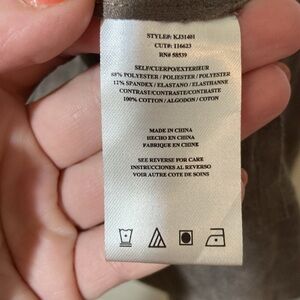 STYLE#: KJ31401
CUT#: 116623
RN# 58539
SELF/CUERPO/EXTERIEUR
88% POLYESTER / POLIESTER / POLYESTER
12% SPANDEX / ELASTANO / ELASTHANNE
CONTRAST/CONTRASTE/CONTRASTE
100% COTTON / ALGODON / COTON
MADE IN CHINA
HECHO EN CHINA
FABRIQUE EN CHINE
SEE REVERSE FOR CARE
INSTRUCCIONES AL REVERSO
VOIR AUTRE COTE DE SOINS